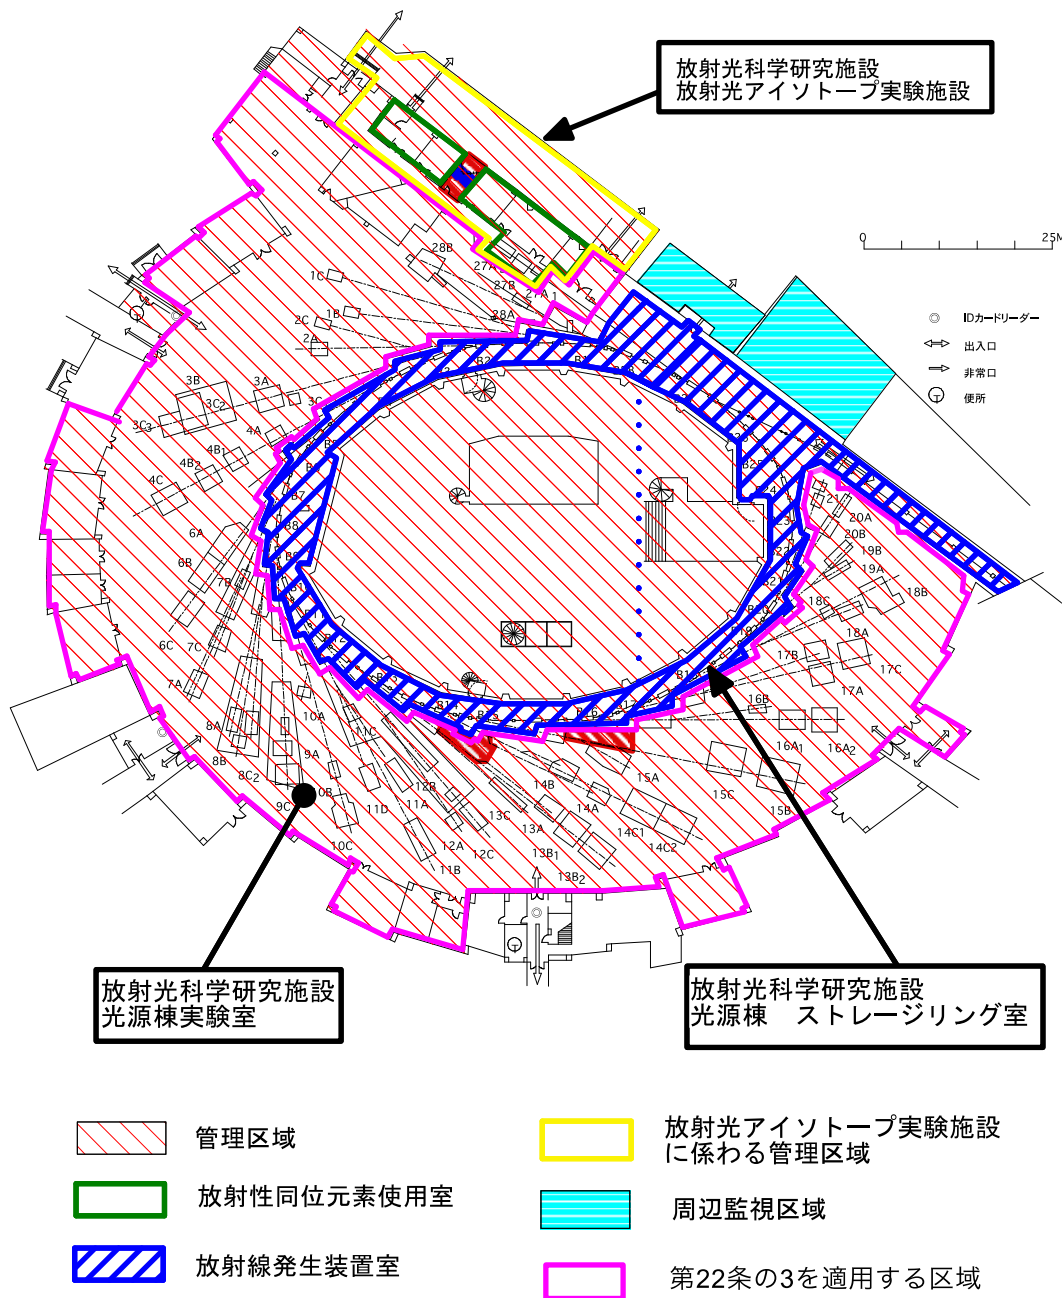 放射光科学研究施設
放射光アイソトープ実験施設
0
25M
IDカードリーダー
出入口
非常口
便所
28B
27A
27B
27A1
28A
1C
1B
2C
2A
3B
3A
3C
3C2
3C3
4A
4B1
4B2
4C
6A
6B
7B
6C
7C
7A
8A
8B
8C2
9A
9C
10A
10C
11C
11D
11A
11B
12B
12A
12C
13C
13A
13B1
13B2
14B
14A
14C1
14C2
15A
15C
15B
16B
16A1
16A2
17B
17A
17C
18C
18A
18B
19A
19B
20B
20A
21
B7
B8
B14
B15
B16
放射光科学研究施設
光源棟実験室
放射光科学研究施設
光源棟　ストレージリング室
管理区域
放射光アイソトープ実験施設
に係わる管理区域
放射性同位元素使用室
周辺監視区域
放射線発生装置室
第22条の3を適用する区域